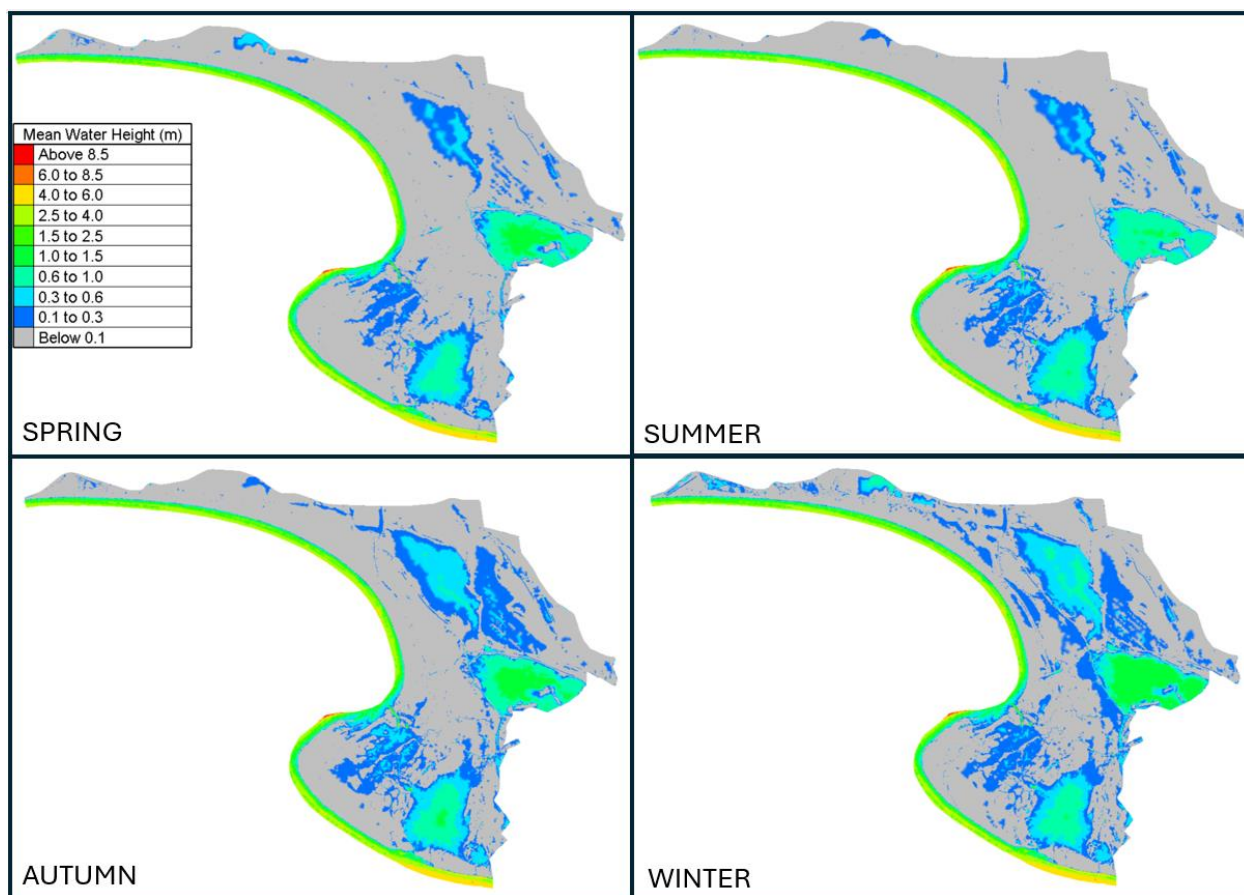 Mean Water Height (m)
Above 8.5
6.0 to 8.5
4.0 to 6.0
2.5 to 4.0
1.5 to 2.5
1.0 to 1.5
0.6 to 1.0
0.3 to 0.6
0.1 to 0.3
Below 0.1
SPRING
SUMMER
AUTUMN
WINTER